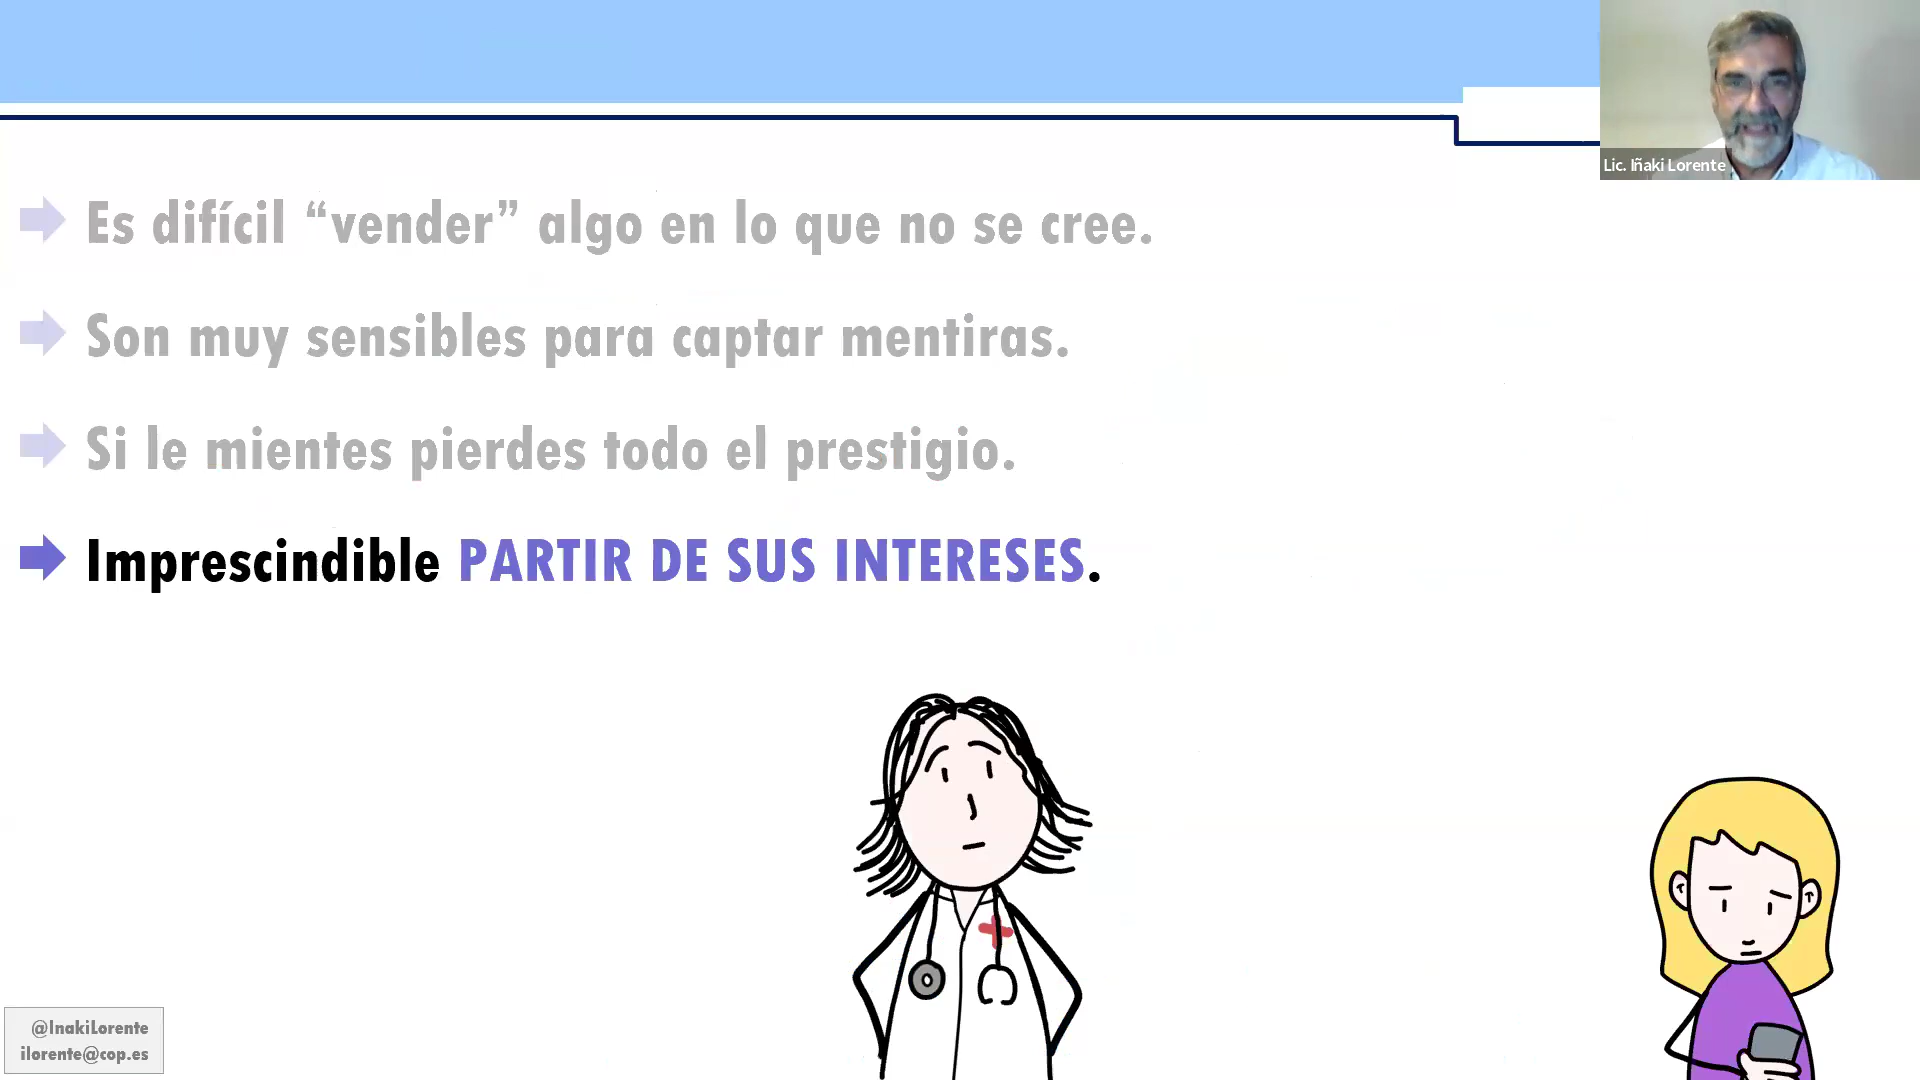 Lic. Iñaki Lorente
Es difícil “vender” algo en lo que no se cree.
Son muy sensibles para captar mentiras.
Si le mientes pierdes todo el prestigio.
Imprescindible PARTIR DE SUS INTERESES.
@InakiLorente
ilorente@cop.es